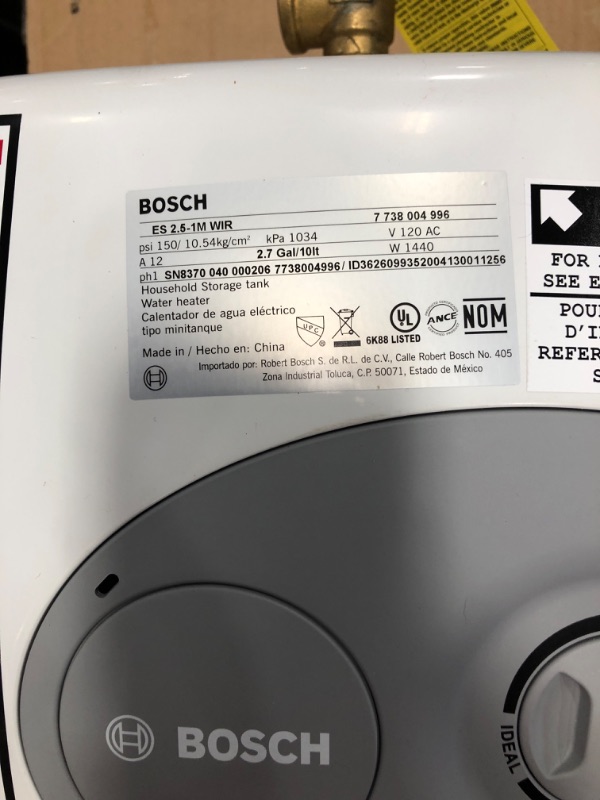 BOSCH
ES 2.5-1M WIR 7 738 004 996
psi 150/ 10.54kg/cm² kPa 1034 V 120 AC
A 12 2.7 Gal/10lt W 1440
ph1 SN8370 040 000206 7738004996/ ID3626099352004130011256
Household Storage tank
Water heater
Calentador de agua eléctrico
tipo minitanque
UPC
UL
ANCE
NOM
6K88 LISTED
Made in / Hecho en: China
Importado por: Robert Bosch S. de R.L. de C.V., Calle Robert Bosch No. 405
Zona Industrial Toluca, C.P. 50071, Estado de México
FOR
SEE E
POU
D'I
REFER
S
IDEAL
BOSCH